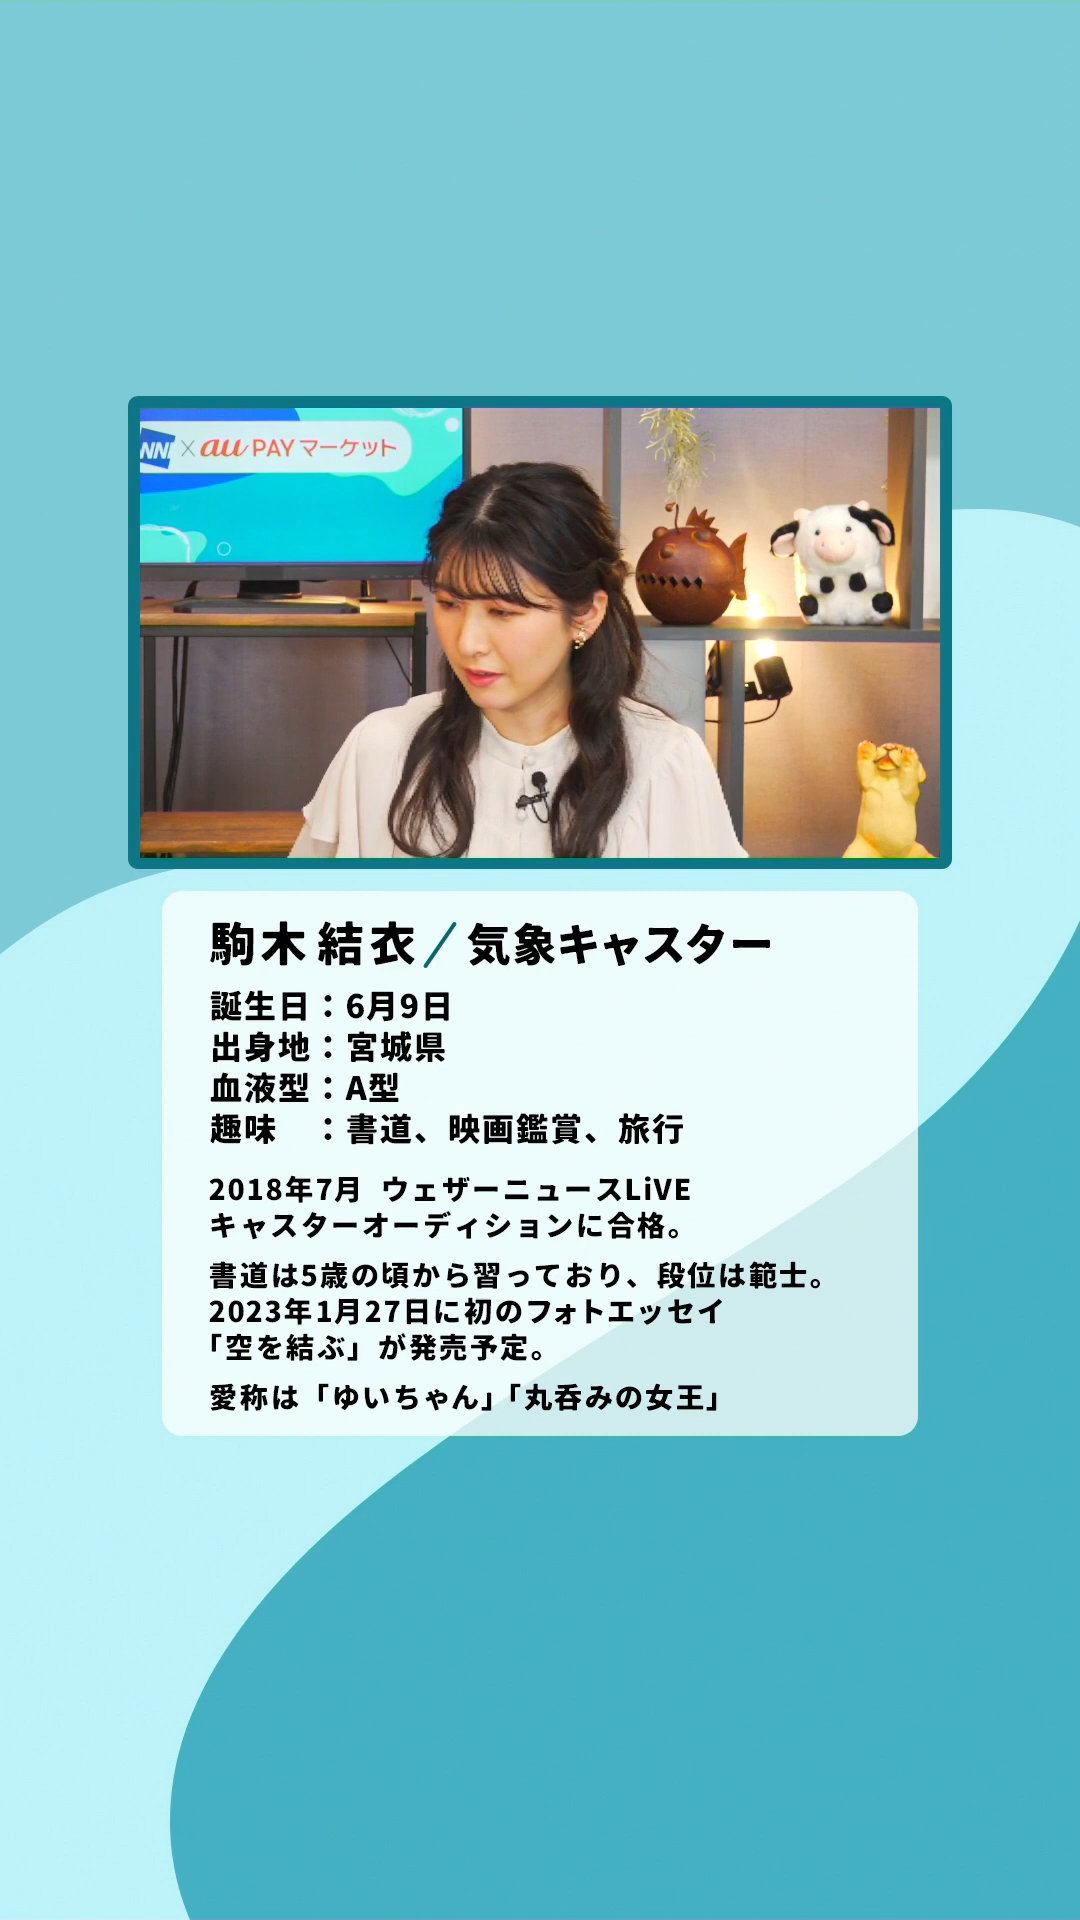 WNI × au PAY マーケット
駒木 結衣／気象キャスター
誕生日：6月9日
出身地：宮城県
血液型：A型
趣味　：書道、映画鑑賞、旅行
2018年7月 ウェザーニュースLiVE
キャスターオーディションに合格。
書道は5歳の頃から習っており、段位は範士。
2023年1月27日に初のフォトエッセイ
「空を結ぶ」が発売予定。
愛称は「ゆいちゃん」「丸呑みの女王」